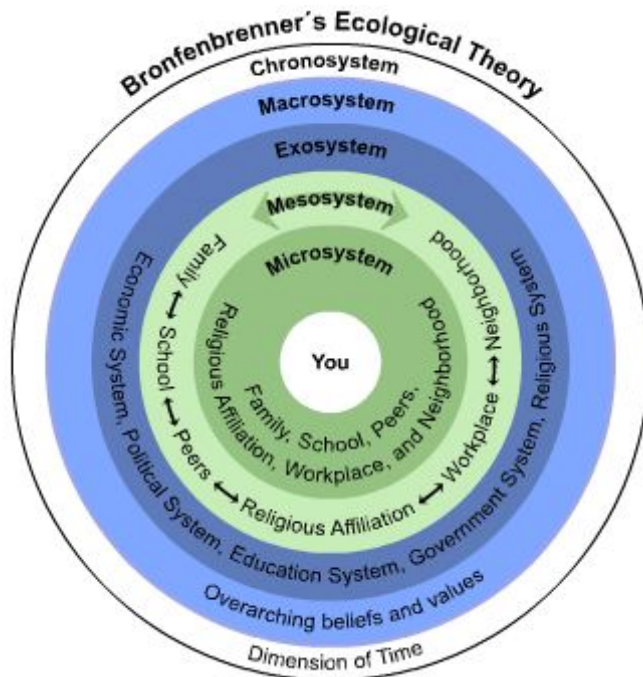 Bronfenbrenner´s Ecological Theory
Chronosystem
Macrosystem
Exosystem
Mesosystem
Microsystem
You
Family, School, Peers,
Religious Affiliation, Workplace, and Neighborhood
Family
School
Peers
Religious Affiliation
Workplace
Neighborhood
Economic System, Political System, Education System, Government System, Religious System
Overarching beliefs and values
Dimension of Time